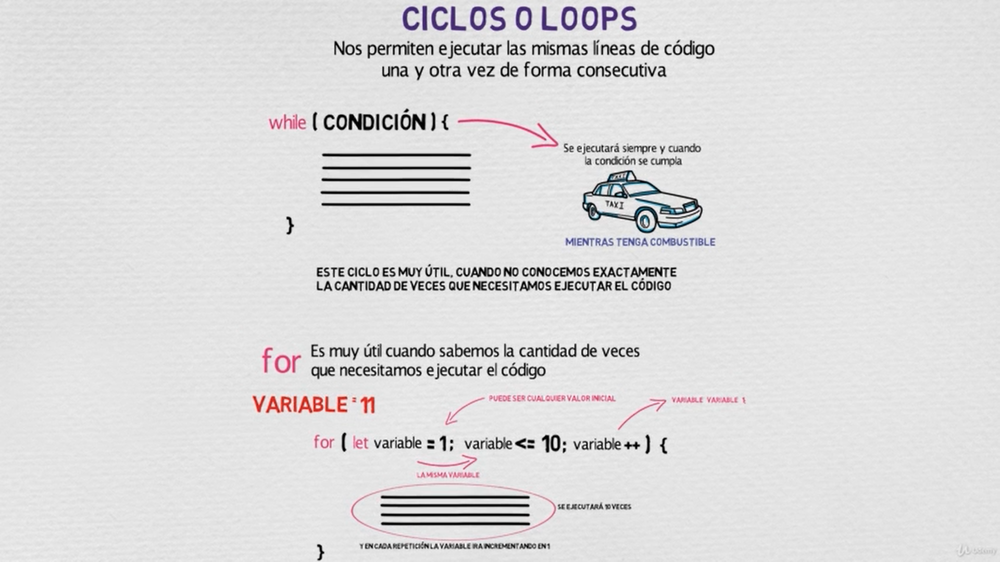 CICLOS O LOOPS
Nos permiten ejecutar las mismas líneas de código
una y otra vez de forma consecutiva
while ( CONDICIÓN ) {
Se ejecutará siempre y cuando
la condición se cumpla
TAXI
TAXI
MIENTRAS TENGA COMBUSTIBLE
}
ESTE CICLO ES MUY ÚTIL, CUANDO NO CONOCEMOS EXACTAMENTE
LA CANTIDAD DE VECES QUE NECESITAMOS EJECUTAR EL CÓDIGO
for Es muy útil cuando sabemos la cantidad de veces
que necesitamos ejecutar el código
VARIABLE = 11
PUEDE SER CUALQUIER VALOR INICIAL
VARIABLE VARIABLE 1
for ( let variable = 1; variable <= 10; variable ++ ) {
LA MISMA VARIABLE
SE EJECUTARÁ 10 VECES
Y EN CADA REPETICIÓN LA VARIABLE IRA INCREMENTANDO EN 1
}
Udemy